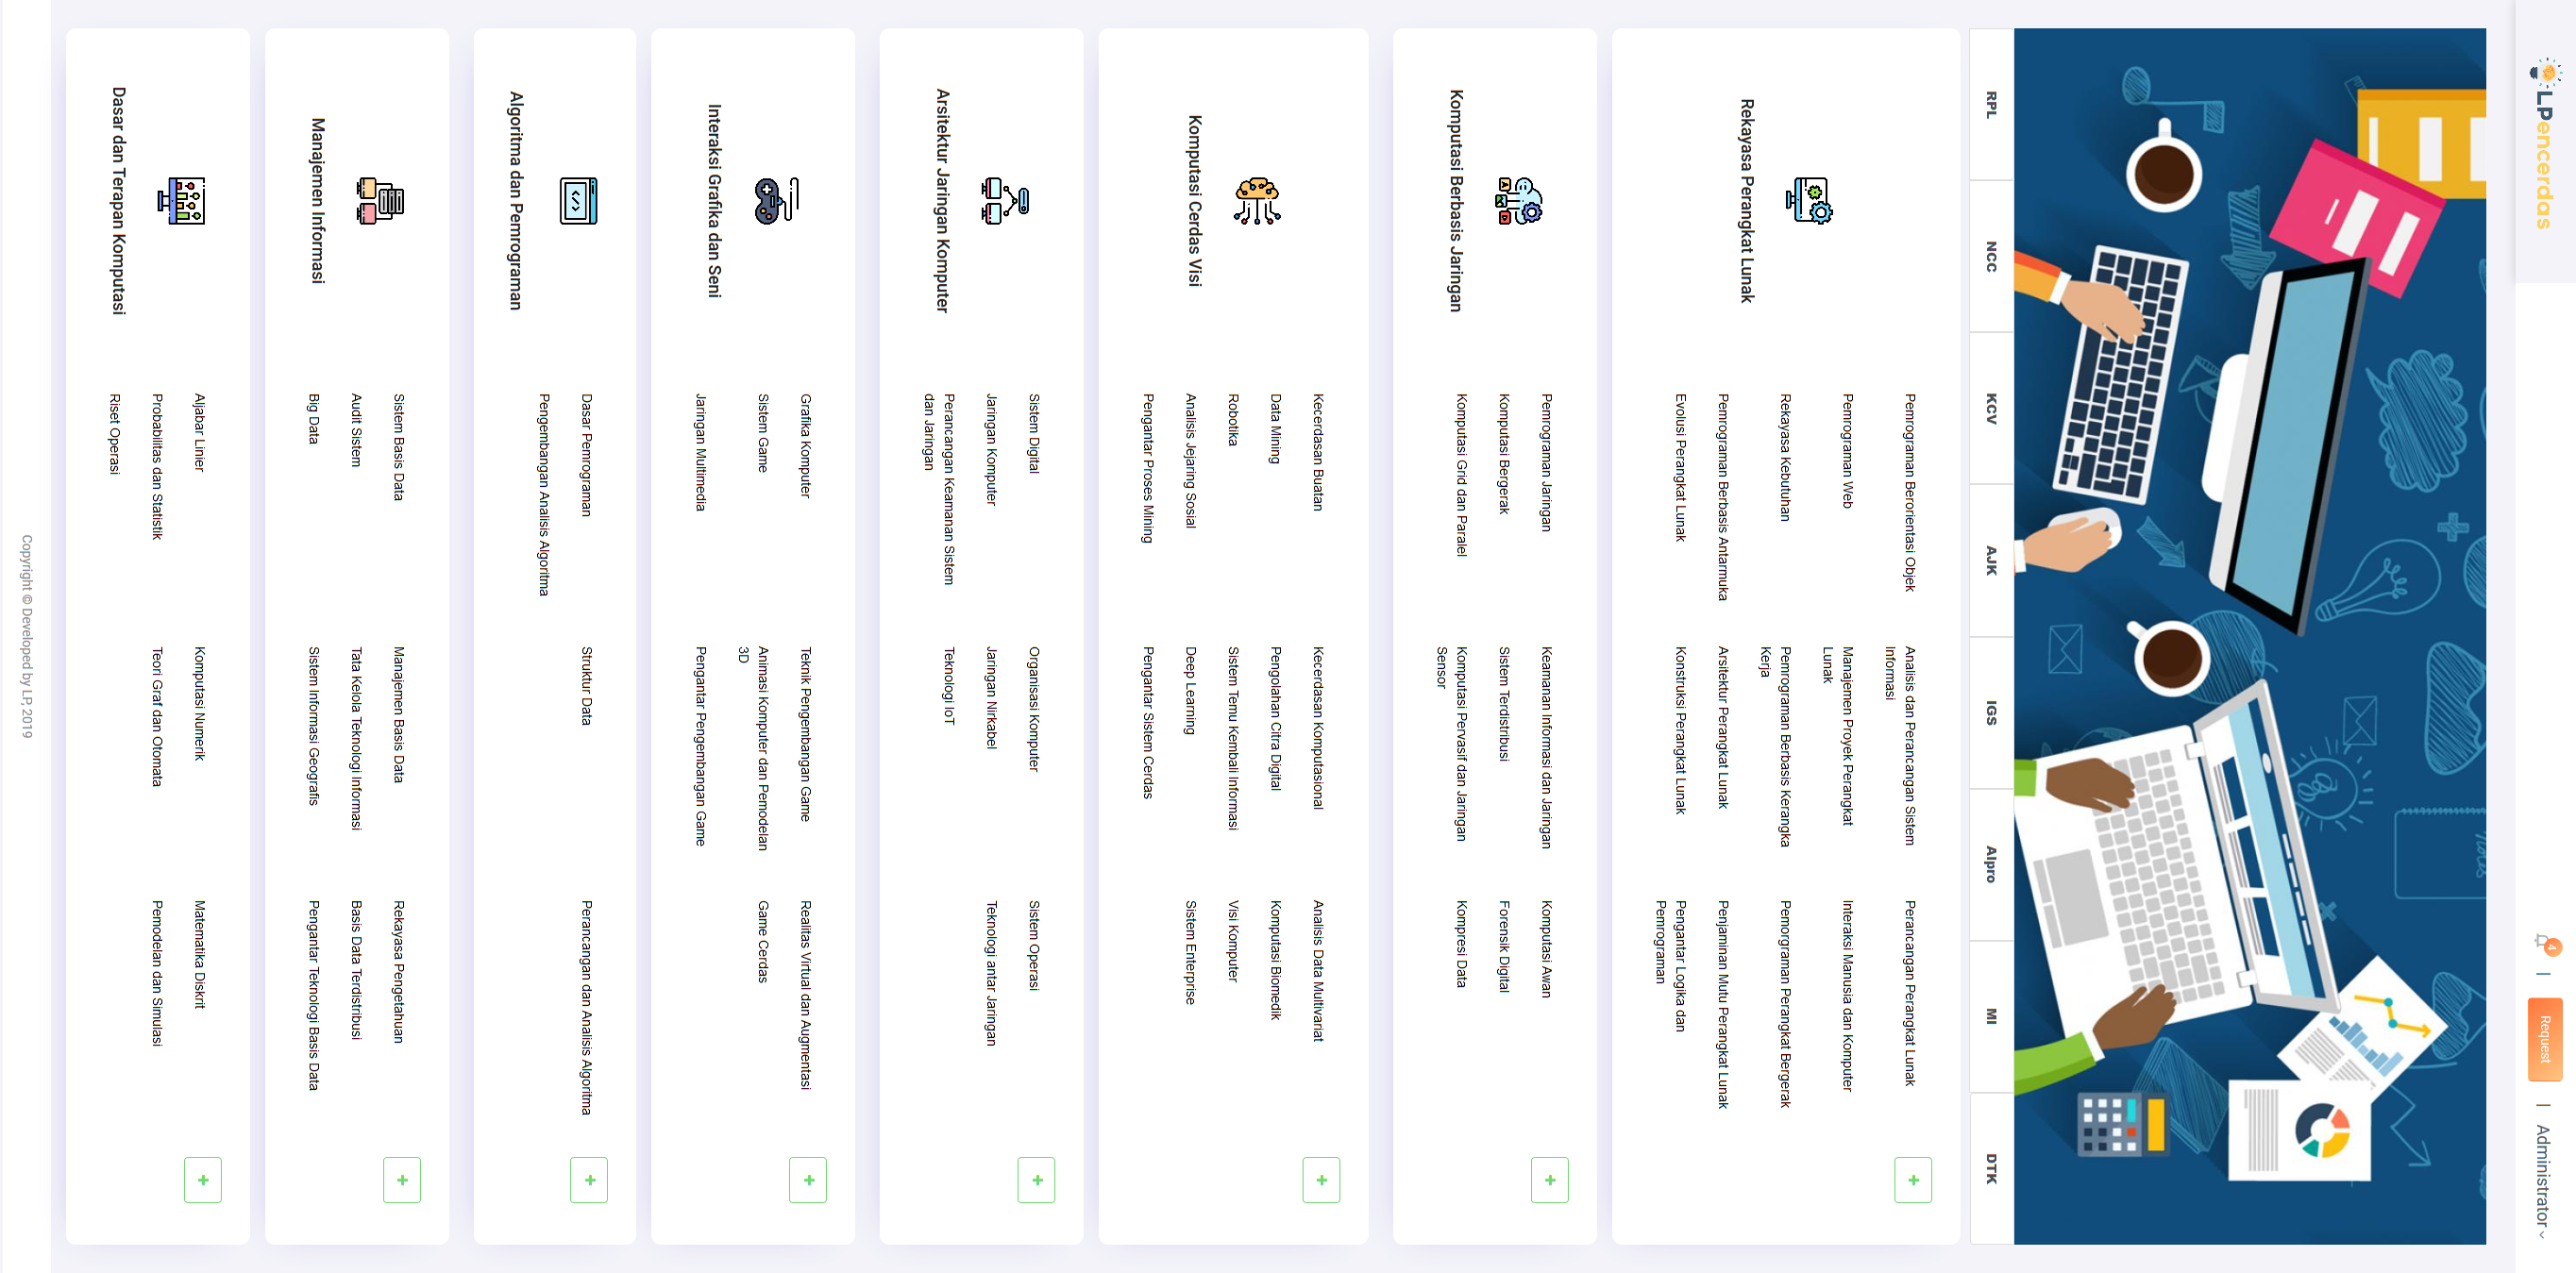 LPencerdas
4
Request
Administrator
RPL
NCC
KCV
AJK
IGS
Alpro
MI
DTK
Rekayasa Perangkat Lunak
Pemrograman Berorientasi Objek
Analisis dan Perancangan Sistem
Informasi
Perancangan Perangkat Lunak
Pemrograman Web
Manajemen Proyek Perangkat
Lunak
Interaksi Manusia dan Komputer
Rekayasa Kebutuhan
Pemrograman Berbasis Kerangka
Kerja
Pemorgraman Perangkat Bergerak
Pemrograman Berbasis Antarmuka
Arsitektur Perangkat Lunak
Penjaminan Mutu Perangkat Lunak
Evolusi Perangkat Lunak
Konstruksi Perangkat Lunak
Pengantar Logika dan
Pemrograman
+
Komputasi Berbasis Jaringan
Pemrograman Jaringan
Keamanan Informasi dan Jaringan
Komputasi Awan
Komputasi Bergerak
Sistem Terdistribusi
Forensik Digital
Komputasi Grid dan Paralel
Komputasi Pervasif dan Jaringan
Sensor
Kompresi Data
+
Komputasi Cerdas Visi
Kecerdasan Buatan
Kecerdasan Komputasional
Analisis Data Multivariat
Data Mining
Pengolahan Citra Digital
Komputasi Biomedik
Robotika
Sistem Temu Kembali Informasi
Visi Komputer
Analisis Jejaring Sosial
Deep Learning
Sistem Enterprise
Pengantar Proses Mining
Pengantar Sistem Cerdas
+
Arsitektur Jaringan Komputer
Sistem Digital
Organisasi Komputer
Sistem Operasi
Jaringan Komputer
Jaringan Nirkabel
Teknologi antar Jaringan
Perancangan Keamanan Sistem
dan Jaringan
Teknologi IoT
+
Interaksi Grafika dan Seni
Grafika Komputer
Teknik Pengembangan Game
Realitas Virtual dan Augmentasi
Sistem Game
Animasi Komputer dan Pemodelan
3D
Game Cerdas
Jaringan Multimedia
Pengantar Pengembangan Game
+
Algoritma dan Pemrograman
Dasar Pemrograman
Struktur Data
Perancangan dan Analisis Algoritma
Pengembangan Analisis Algoritma
+
Manajemen Informasi
Sistem Basis Data
Manajemen Basis Data
Rekayasa Pengetahuan
Audit Sistem
Tata Kelola Teknologi Informasi
Basis Data Terdistribusi
Big Data
Sistem Informasi Geografis
Pengantar Teknologi Basis Data
+
Dasar dan Terapan Komputasi
Aljabar Linier
Komputasi Numerik
Matematika Diskrit
Probabilitas dan Statistik
Teori Graf dan Otomata
Pemodelan dan Simulasi
Riset Operasi
+
Copyright © Developed by LP, 2019